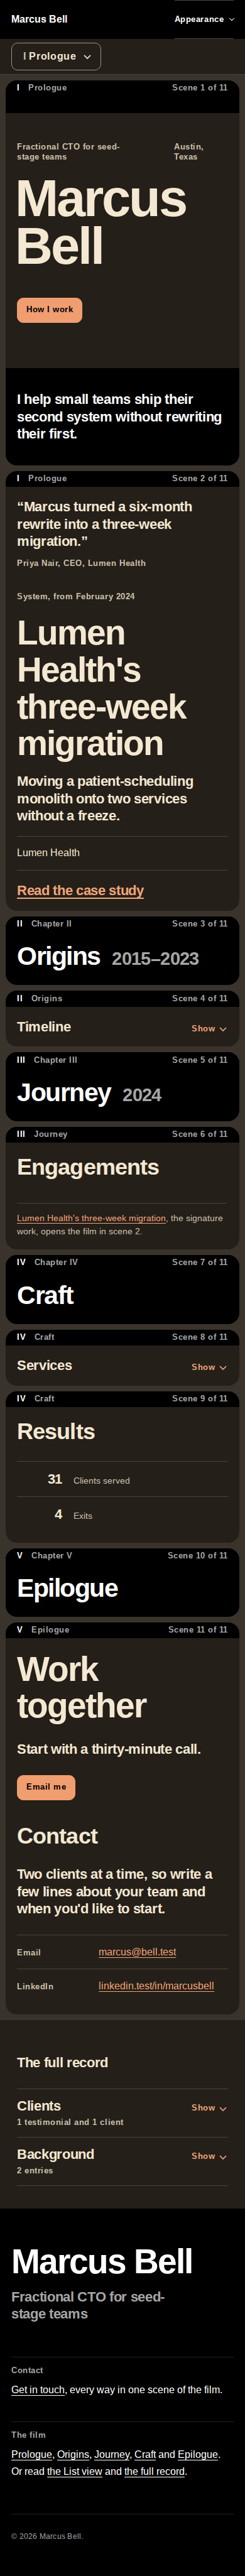 Marcus Bell
Appearance
I Prologue
I Prologue Scene 1 of 11
Fractional CTO for seed-
stage teams
Austin,
Texas
Marcus
Bell
How I work
I help small teams ship their
second system without rewriting
their first.
I Prologue Scene 2 of 11
“Marcus turned a six-month
rewrite into a three-week
migration.”
Priya Nair, CEO, Lumen Health
System, from February 2024
Lumen
Health's
three-week
migration
Moving a patient-scheduling
monolith onto two services
without a freeze.
Lumen Health
Read the case study
II Chapter II Scene 3 of 11
Origins 2015–2023
II Origins Scene 4 of 11
Timeline Show
III Chapter III Scene 5 of 11
Journey 2024
III Journey Scene 6 of 11
Engagements
Lumen Health's three-week migration, the signature
work, opens the film in scene 2.
IV Chapter IV Scene 7 of 11
Craft
IV Craft Scene 8 of 11
Services Show
IV Craft Scene 9 of 11
Results
31 Clients served
4 Exits
V Chapter V Scene 10 of 11
Epilogue
V Epilogue Scene 11 of 11
Work
together
Start with a thirty-minute call.
Email me
Contact
Two clients at a time, so write a
few lines about your team and
when you'd like to start.
Email marcus@bell.test
LinkedIn linkedin.test/in/marcusbell
The full record
Clients Show
1 testimonial and 1 client
Background Show
2 entries
Marcus Bell
Fractional CTO for seed-
stage teams
Contact
Get in touch, every way in one scene of the film.
The film
Prologue, Origins, Journey, Craft and Epilogue.
Or read the List view and the full record.
© 2026 Marcus Bell.